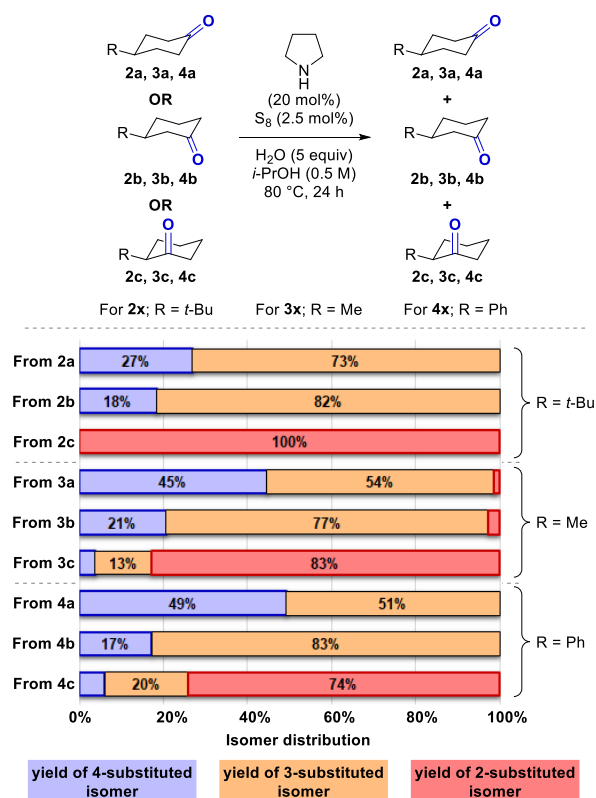 O
R
2a, 3a, 4a
OR
R
O
2b, 3b, 4b
OR
O
R
2c, 3c, 4c
N
H
(20 mol%)
S8 (2.5 mol%)
H2O (5 equiv)
i-PrOH (0.5 M)
80 °C, 24 h
O
R
2a, 3a, 4a
+
R
O
2b, 3b, 4b
+
O
R
2c, 3c, 4c
For 2x; R = t-Bu For 3x; R = Me For 4x; R = Ph
From 2a 27% 73%
From 2b 18% 82% R = t-Bu
From 2c 100%
From 3a 45% 54%
From 3b 21% 77% R = Me
From 3c 13% 83%
From 4a 49% 51%
From 4b 17% 83% R = Ph
From 4c 20% 74%
0% 20% 40% 60% 80% 100%
Isomer distribution
yield of 4-substituted isomer
yield of 3-substituted isomer
yield of 2-substituted isomer